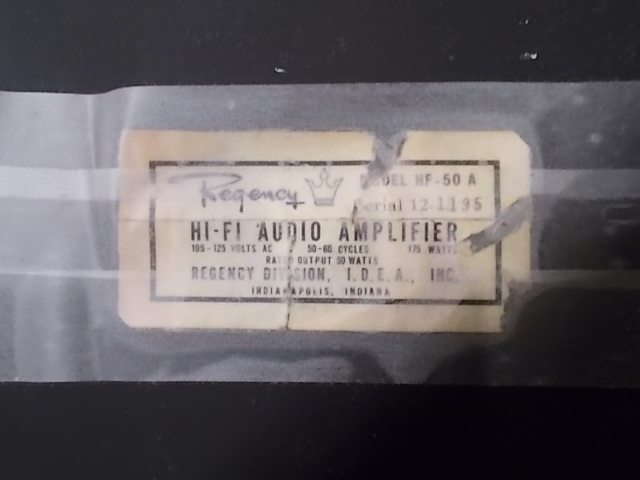 Regency MODEL HF-50 A
Serial 12-1195
HI-FI AUDIO AMPLIFIER
105-125 VOLTS AC 50-60 CYCLES 175 WATTS
RATED OUTPUT 50 WATTS
REGENCY DIVISION, I.D.E.A., INC.
INDIANAPOLIS, INDIANA